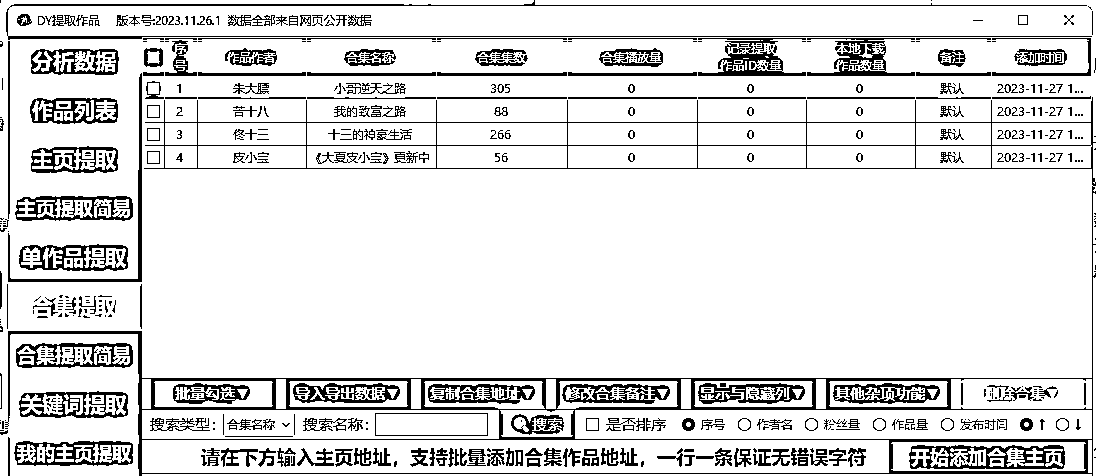 DY提取作品 版本号:2023.11.26.1 数据全部来自网页公开数据
分析数据
作品列表
主页提取
主页提取简易
单作品提取
合集提取
合集提取简易
关键词提取
我的主页提取
序号 作品作者 合集名称 合集集数 合集播放量 记录提取作品ID数量 本地下载作品数量 备注 添加时间
1 朱大腰 小哥逆天之路 305 0 0 0 默认 2023-11-27 1...
2 苦十八 我的致富之路 88 0 0 0 默认 2023-11-27 1...
3 佟十三 十三的神豪生活 266 0 0 0 默认 2023-11-27 1...
4 皮小宝 《大夏皮小宝》更新中 56 0 0 0 默认 2023-11-27 1...
批量勾选▽ 导入导出数据▽ 复制合集地址▽ 修改合集备注▽ 显示与隐藏列▽ 其他杂项功能▽ 删除合集▽
搜索类型: 合集名称 搜索名称: 搜索 是否排序 序号 作者名 粉丝量 作品量 发布时间 ↑ ↓
请在下方输入主页地址，支持批量添加合集作品地址，一行一条保证无错误字符 开始添加合集主页